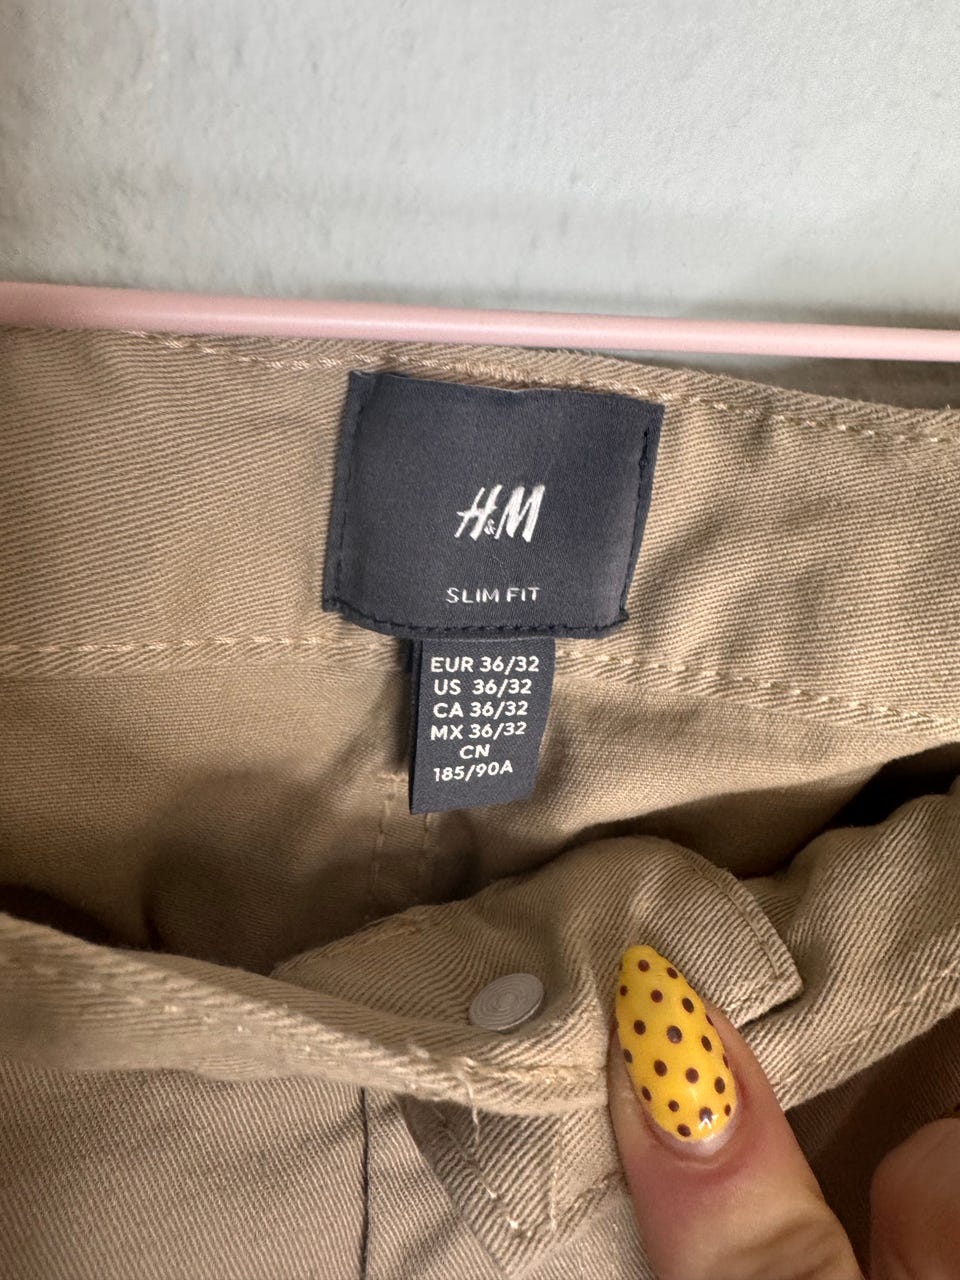 H&M
SLIM FIT
EUR 36/32
US 36/32
CA 36/32
MX 36/32
CN
185/90A